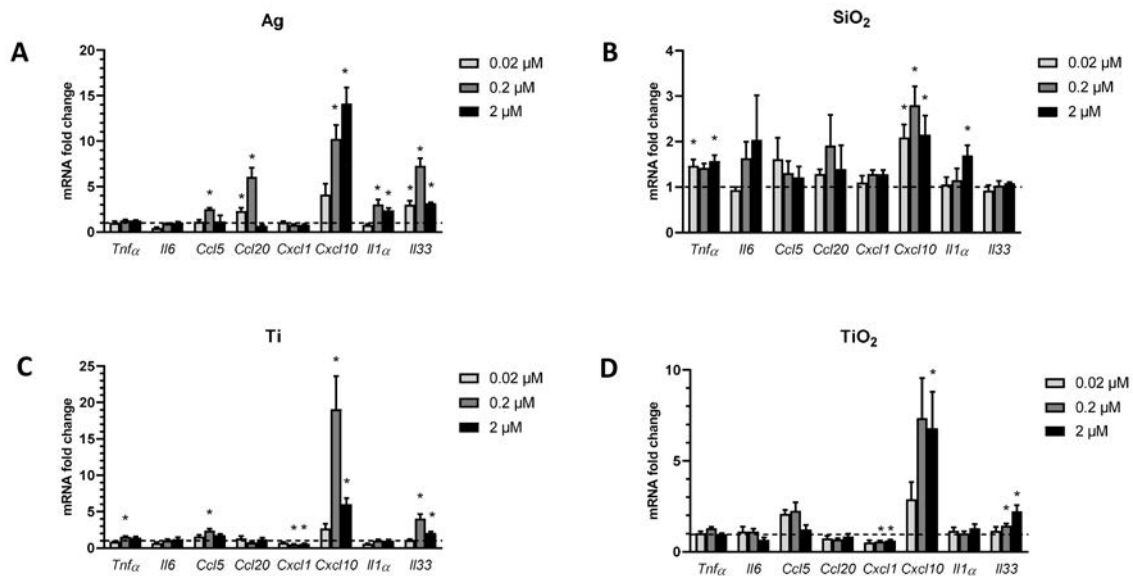 A
Ag
mRNA fold change
20
15
10
5
0
* * * * * * * * * * *
Tnfα Il6 Ccl5 Ccl20 Cxcl1 Cxcl10 Il1α Il33
0.02 µM
0.2 µM
2 µM
B
SiO₂
mRNA fold change
4
3
2
1
0
* * * * * *
Tnfα Il6 Ccl5 Ccl20 Cxcl1 Cxcl10 Il1α Il33
0.02 µM
0.2 µM
2 µM
C
Ti
mRNA fold change
25
20
15
10
5
0
* * * * * * * *
Tnfα Il6 Ccl5 Ccl20 Cxcl1 Cxcl10 Il1α Il33
0.02 µM
0.2 µM
2 µM
D
TiO₂
mRNA fold change
10
5
0
* * * * *
Tnfα Il6 Ccl5 Ccl20 Cxcl1 Cxcl10 Il1α Il33
0.02 µM
0.2 µM
2 µM